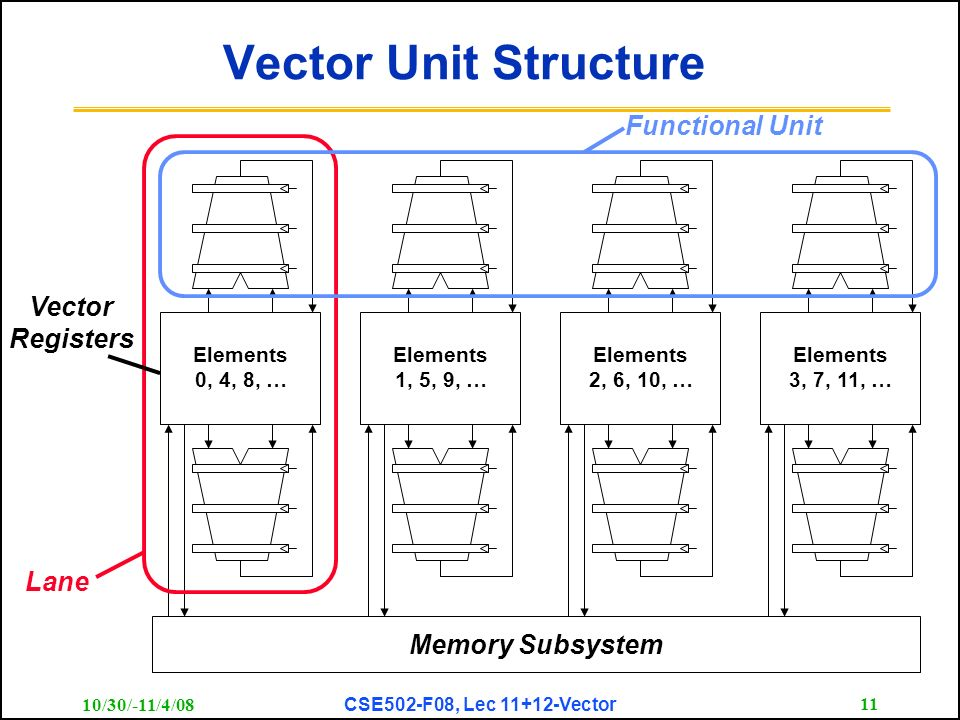 Vector Unit Structure
Functional Unit
Vector
Registers
Elements
0, 4, 8, …
Elements
1, 5, 9, …
Elements
2, 6, 10, …
Elements
3, 7, 11, …
Lane
Memory Subsystem
10/30/-11/4/08
CSE502-F08, Lec 11+12-Vector
11